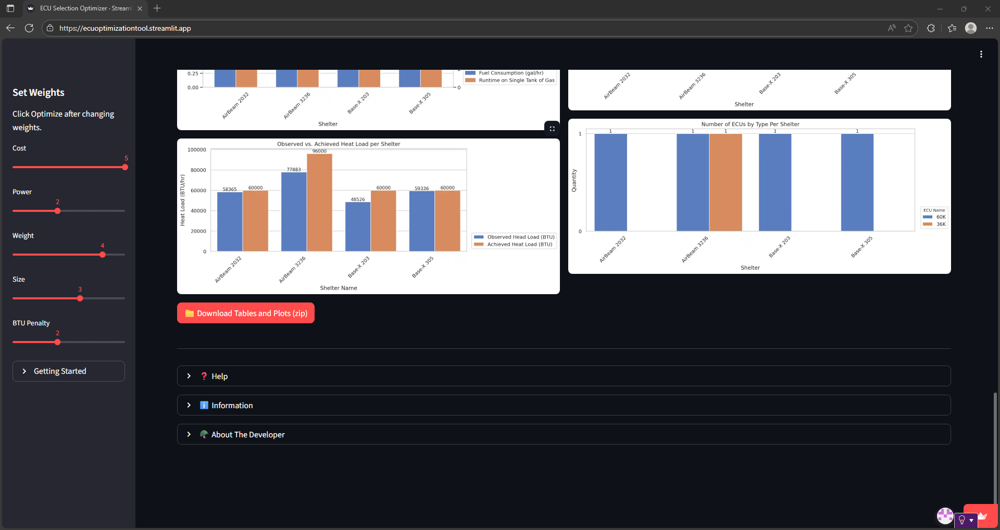 ECU Selection Optimizer · Stream
https://ecuoptimizationtool.streamlit.app
Set Weights
Click Optimize after changing
weights.
Cost
5
Power
2
Weight
4
Size
3
BTU Penalty
2
Getting Started
0.25
0.00
0
Fuel Consumption (gal/hr)
Runtime on Single Tank of Gas
AirBeam 2032
AirBeam 3236
Base-X 203
Base-X 305
Shelter
AirBeam 2032
AirBeam 3236
Base-X 203
Base-X 305
Shelter
Observed vs. Achieved Heat Load per Shelter
Heat Load (BTU/hr)
100000
80000
60000
40000
20000
0
58365
60000
77883
96000
48526
60000
59336
60000
Observed Head Load (BTU)
Achieved Heat Load (BTU)
AirBeam 2032
AirBeam 3236
Base-X 203
Base-X 305
Shelter Name
Number of ECUs by Type Per Shelter
Quantity
1
0
1
1
1
1
1
ECU Name
60K
36K
AirBeam 2032
AirBeam 3236
Base-X 203
Base-X 305
Shelter
Download Tables and Plots (zip)
Help
Information
About The Developer